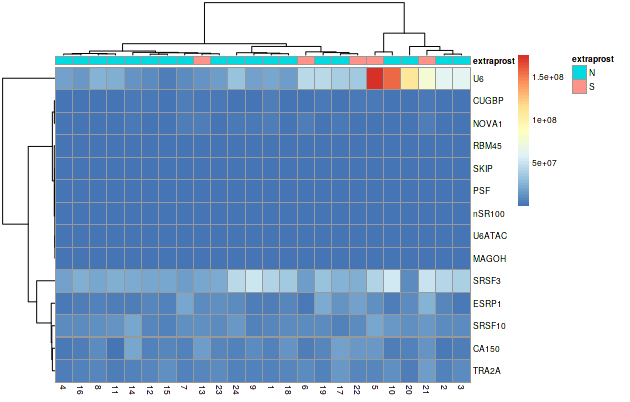 extraprost
extraprost
N
S
1.5e+08
1e+08
5e+07
U6
CUGBP
NOVA1
RBM45
SKIP
PSF
nSR100
U6ATAC
MAGOH
SRSF3
ESRP1
SRSF10
CA150
TRA2A
4 16 8 11 14 12 15 7 13 23 24 9 1 18 6 19 17 22 5 10 20 21 2 3